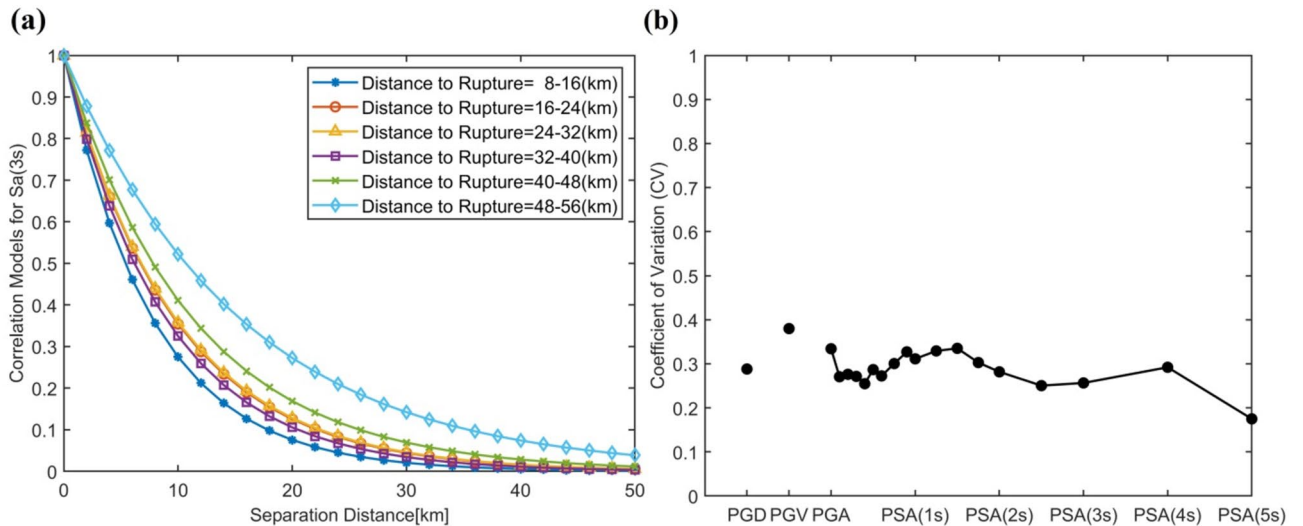 (a)
1
0.9
0.8
0.7
0.6
0.5
0.4
0.3
0.2
0.1
0
Correlation Models for Sa(3s)
Distance to Rupture=  8-16(km)
Distance to Rupture=16-24(km)
Distance to Rupture=24-32(km)
Distance to Rupture=32-40(km)
Distance to Rupture=40-48(km)
Distance to Rupture=48-56(km)
0 10 20 30 40 50
Separation Distance[km]
(b)
1
0.9
0.8
0.7
0.6
0.5
0.4
0.3
0.2
0.1
0
Coefficient of Variation (CV)
PGD PGV PGA PSA(1s) PSA(2s) PSA(3s) PSA(4s) PSA(5s)